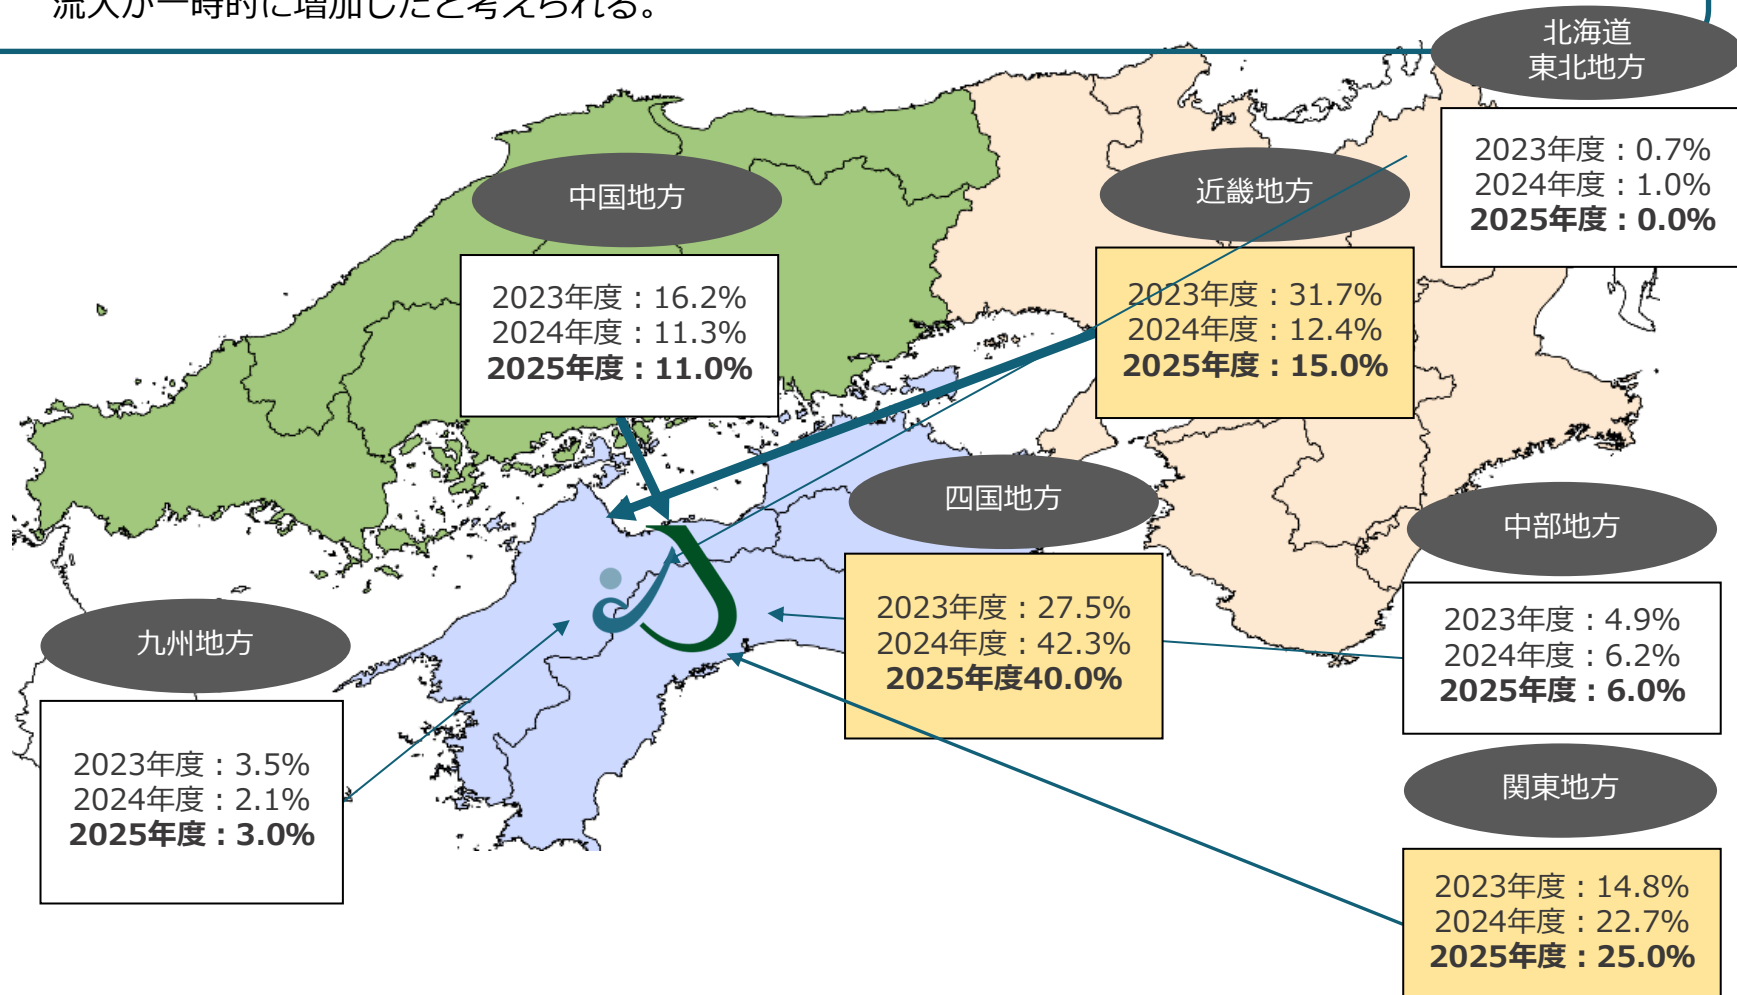 流入が一時的に増加したと考えられる。
北海道
東北地方
2023年度：0.7%
2024年度：1.0%
2025年度：0.0%
中国地方
2023年度：16.2%
2024年度：11.3%
2025年度：11.0%
近畿地方
2023年度：31.7%
2024年度：12.4%
2025年度：15.0%
四国地方
2023年度：27.5%
2024年度：42.3%
2025年度40.0%
中部地方
2023年度：4.9%
2024年度：6.2%
2025年度：6.0%
九州地方
2023年度：3.5%
2024年度：2.1%
2025年度：3.0%
関東地方
2023年度：14.8%
2024年度：22.7%
2025年度：25.0%